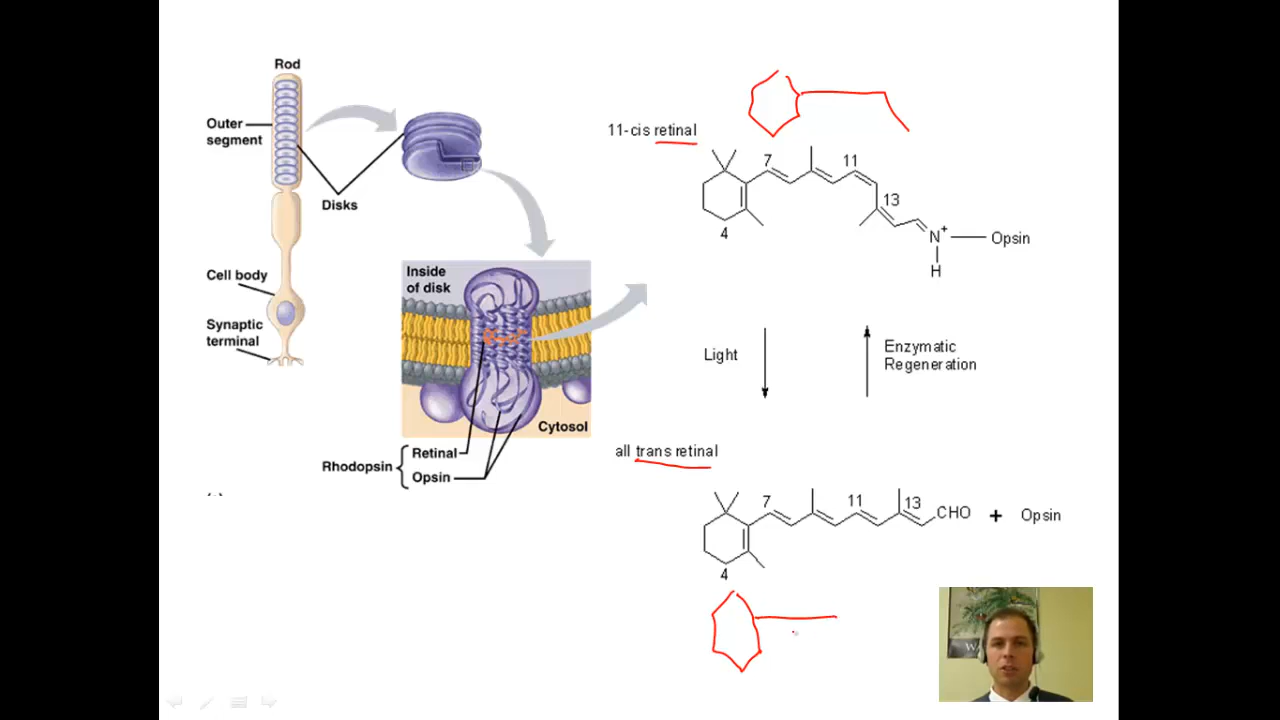 Rod
Outer
segment
Disks
Cell body
Synaptic
terminal
Inside
of disk
Cytosol
Rhodopsin
Retinal
Opsin
11-cis retinal
7
11
13
4
N+
Opsin
H
Light
Enzymatic
Regeneration
all trans retinal
7
11
13
CHO
+
Opsin
4